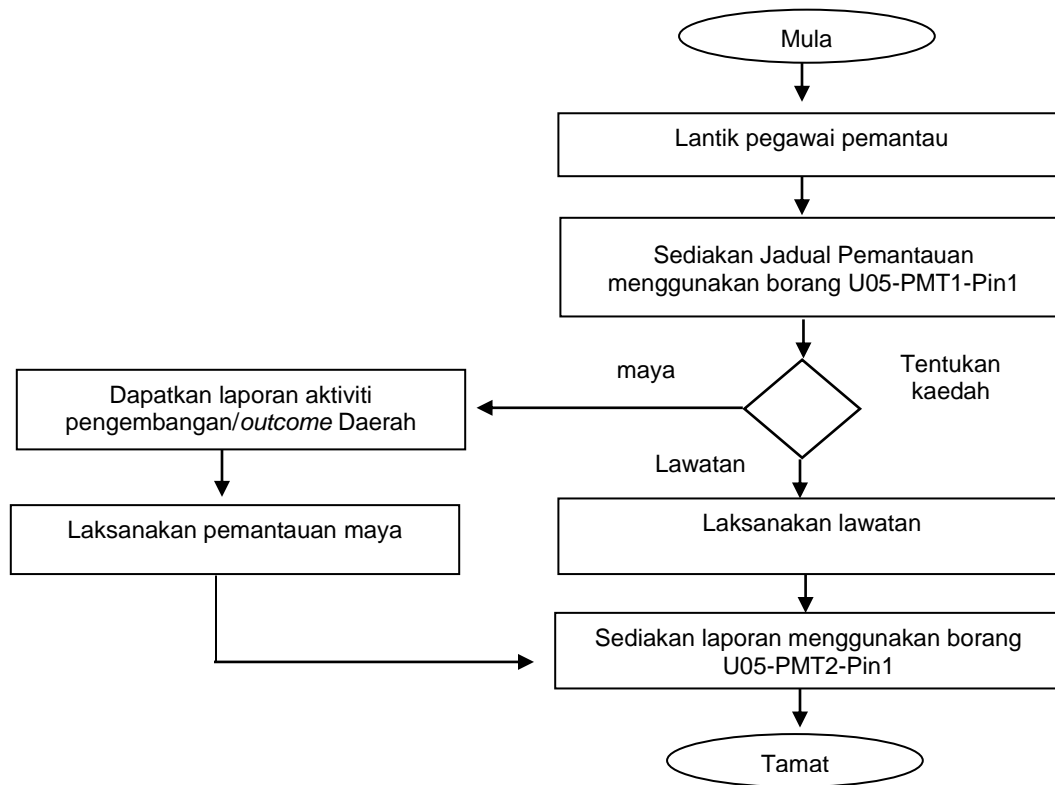 Mula
Lantik pegawai pemantau
Sediakan Jadual Pemantauan
menggunakan borang U05-PMT1-Pin1
Tentukan
kaedah
maya
Dapatkan laporan aktiviti
pengembangan/outcome Daerah
Lawatan
Laksanakan pemantauan maya
Laksanakan lawatan
Sediakan laporan menggunakan borang
U05-PMT2-Pin1
Tamat